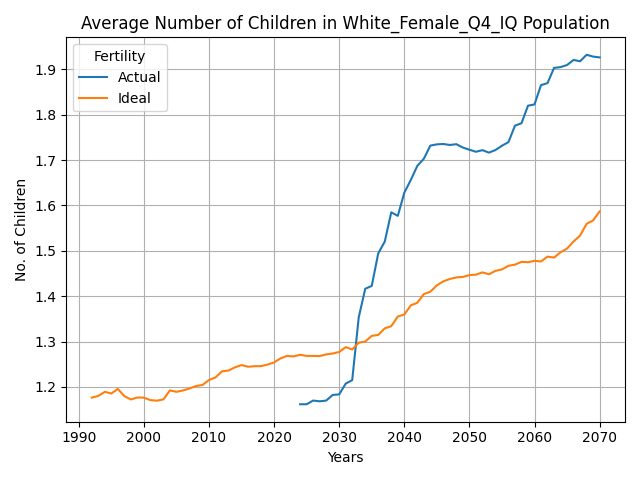 Average Number of Children in White_Female_Q4_IQ Population
Fertility
Actual
Ideal
No. of Children
1.9
1.8
1.7
1.6
1.5
1.4
1.3
1.2
1990 2000 2010 2020 2030 2040 2050 2060 2070
Years